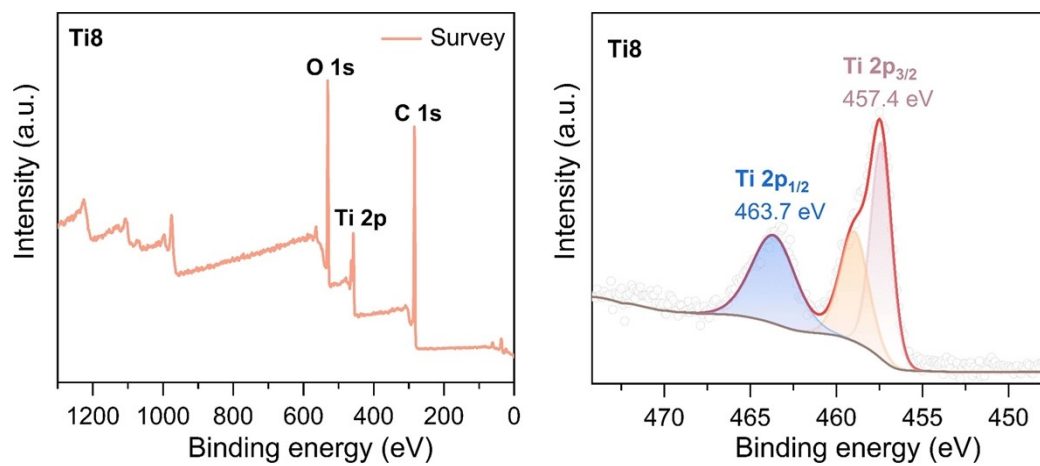 Ti8
Survey
O 1s
C 1s
Ti 2p
Intensity (a.u.)
1200 1000 800 600 400 200 0
Binding energy (eV)
Ti8
Ti 2p3/2
457.4 eV
Ti 2p1/2
463.7 eV
Intensity (a.u.)
470 465 460 455 450
Binding energy (eV)